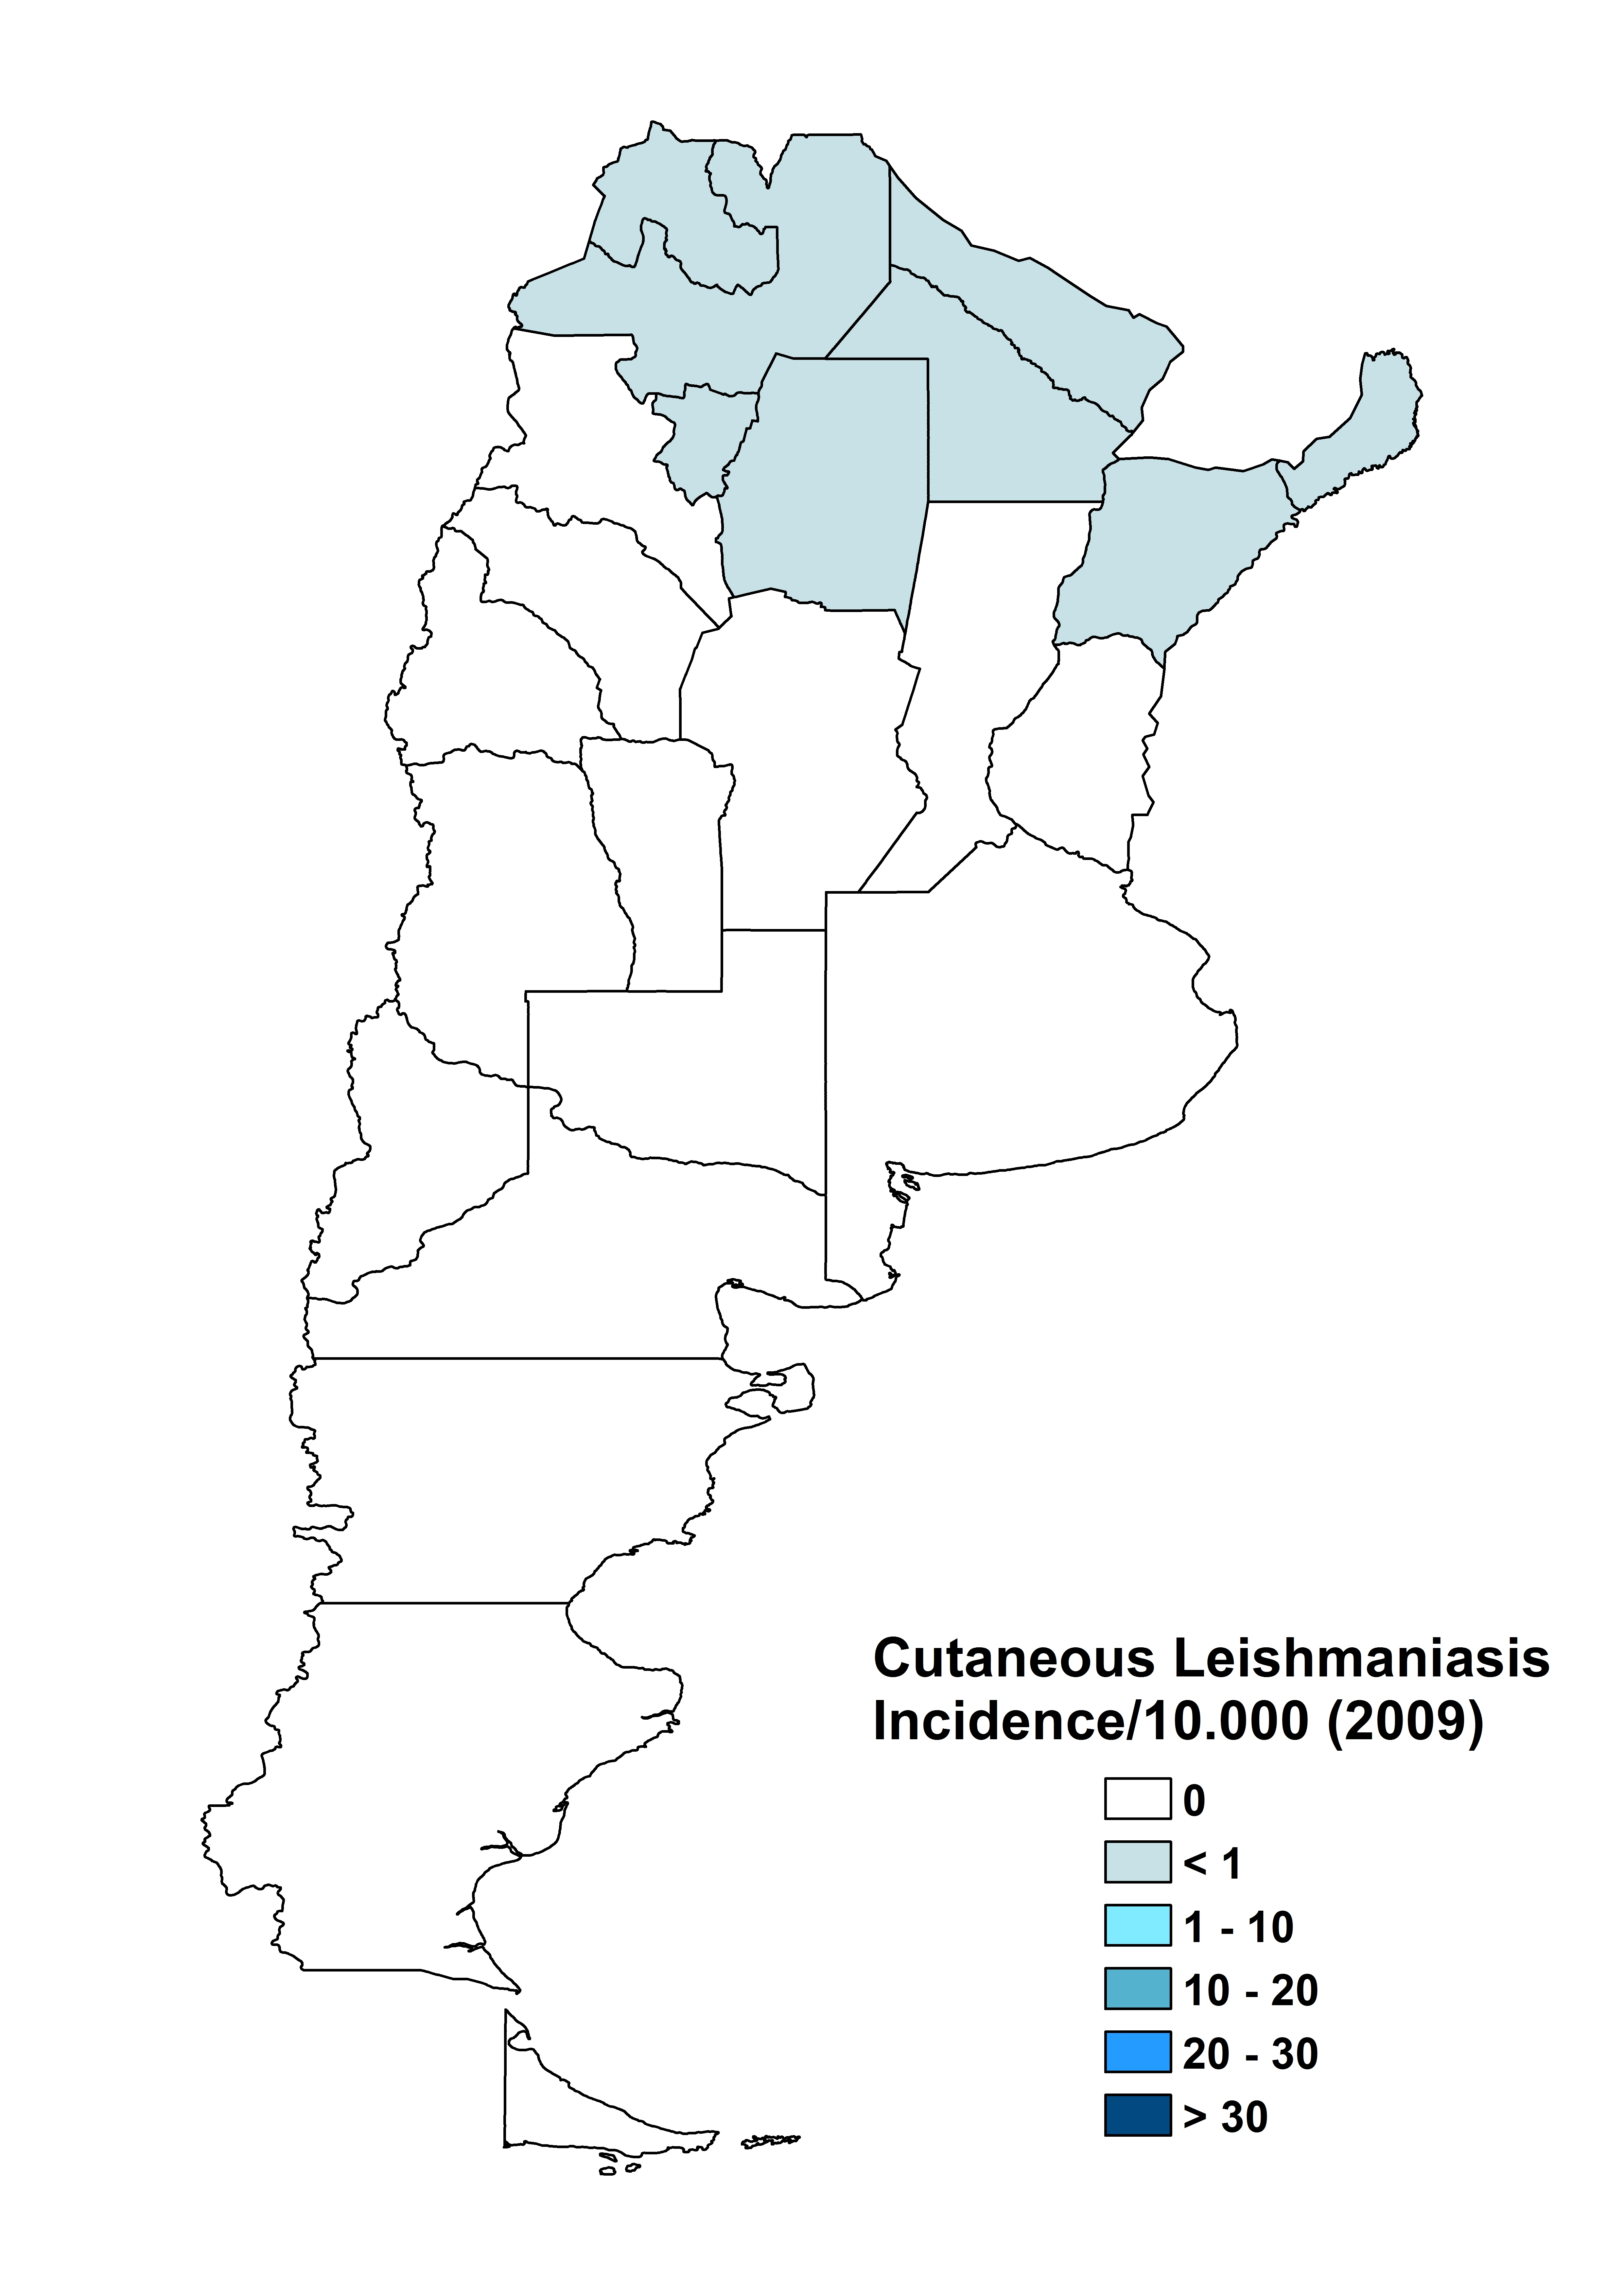 Cutaneous Leishmaniasis
Incidence/10.000 (2009)
0
< 1
1 - 10
10 - 20
20 - 30
> 30